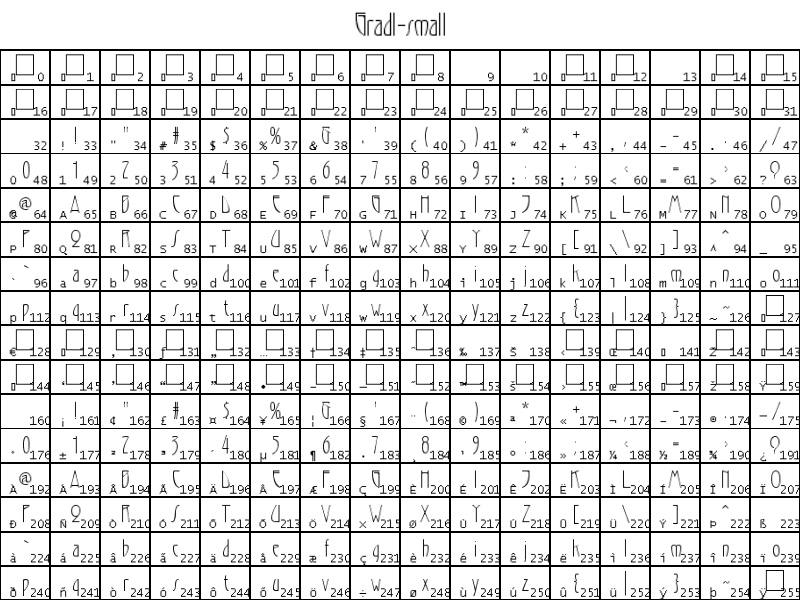 Gradl-small
0 1 2 3 4 5 6 7 8 9 10 11 12 13 14 15
16 17 18 19 20 21 22 23 24 25 26 27 28 29 30 31
32 ! ! 33 " " 34 # # 35 $ $ 36 % % 37 & G 38 ' ' 39 ( ( 40 ) ) 41 * * 42 + + 43 , , 44 - - 45 . . 46 / / 47
0 0 48 1 1 49 2 2 50 3 3 51 4 4 52 5 5 53 6 6 54 7 7 55 8 8 56 9 9 57 : : 58 ; ; 59 < < 60 = = 61 > > 62 ? ? 63
@ @ 64 A A 65 B B 66 C C 67 D D 68 E E 69 F F 70 G G 71 H H 72 I I 73 J J 74 K K 75 L L 76 M M 77 N N 78 O O 79
P P 80 Q Q 81 R R 82 S S 83 T T 84 U U 85 V V 86 W W 87 X X 88 Y Y 89 Z Z 90 [ [ 91 \ \ 92 ] ] 93 ^ ^ 94 _ 95
` ` 96 a a 97 b b 98 c c 99 d d 100 e e 101 f f 102 g g 103 h h 104 i i 105 j j 106 k k 107 l l 108 m m 109 n n 110 o o 111
p p 112 q q 113 r r 114 s s 115 t t 116 u u 117 v v 118 w w 119 x x 120 y y 121 z z 122 { { 123 | | 124 } } 125 ~ ~ 126 127
€ 128 129 ‚ 130 ƒ 131 „ 132 … 133 † 134 ‡ 135 ˆ 136 ‰ 137 Š 138 ‹ 139 Œ 140 141 Ž 142 143
144 ‘ 145 ’ 146 “ 147 ” 148 • 149 – 150 — 151 ˜ 152 ™ 153 š 154 › 155 œ 156 157 ž 158 Ÿ 159
160 ¡ ! 161 ¢ " 162 £ # 163 ¤ $ 164 ¥ % 165 ¦ G 166 § ' 167 ¨ ( 168 © ) 169 ª * 170 « + 171 ¬ , 172 - 173 ® . 174 ¯ / 175
° 0 176 ± 1 177 ² 2 178 ³ 3 179 ´ 4 180 µ 5 181 ¶ 6 182 · 7 183 ¸ 8 184 ¹ 9 185 º : 186 » ; 187 ¼ < 188 ½ = 189 ¾ > 190 ¿ ? 191
À @ 192 Á A 193 Â B 194 Ã C 195 Ä D 196 Å E 197 Æ F 198 Ç G 199 È H 200 É I 201 Ê J 202 Ë K 203 Ì L 204 Í M 205 Î N 206 Ï O 207
Ð P 208 Ñ Q 209 Ò R 210 Ó S 211 Ô T 212 Õ U 213 Ö V 214 × W 215 Ø X 216 Ù Y 217 Ú Z 218 Û [ 219 Ü \ 220 Ý ] 221 Þ ^ 222 ß 223
à ` 224 á a 225 â b 226 ã c 227 ä d 228 å e 229 æ f 230 ç g 231 è h 232 é i 233 ê j 234 ë k 235 ì l 236 í m 237 î n 238 ï o 239
ð p 240 ñ q 241 ò r 242 ó s 243 ô t 244 õ u 245 ö v 246 ÷ w 247 ø x 248 ù y 249 ú z 250 û { 251 ü | 252 ý } 253 þ ~ 254 ÿ 255